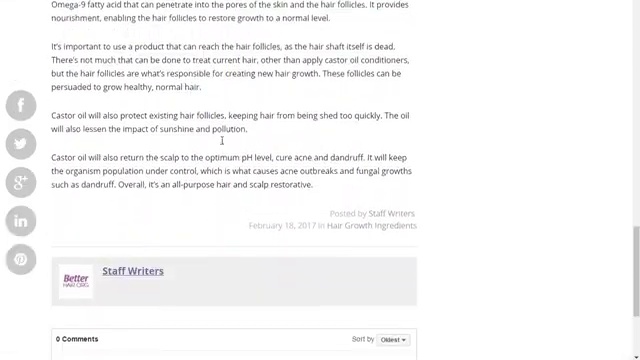 Omega-9 fatty acid that can penetrate into the pores of the skin and the hair follicles. It provides
nourishment, enabling the hair follicles to restore growth to a normal level.
It's important to use a product that can reach the hair follicles, as the hair shaft itself is dead.
There's not much that can be done to treat current hair, other than apply castor oil conditioners,
but the hair follicles are what's responsible for creating new hair growth. These follicles can be
persuaded to grow healthy, normal hair.
Castor oil will also protect existing hair follicles, keeping hair from being shed too quickly. The oil
will also lessen the impact of sunshine and pollution.
Castor oil will also return the scalp to the optimum pH level, cure acne and dandruff. It will keep
the organism population under control, which is what causes acne outbreaks and fungal growths
such as dandruff. Overall, it's an all-purpose hair and scalp restorative.
Posted by Staff Writers
February 18, 2017 in Hair Growth Ingredients
Better
HAIR.ORG
Staff Writers
0 Comments
Sort by Oldest